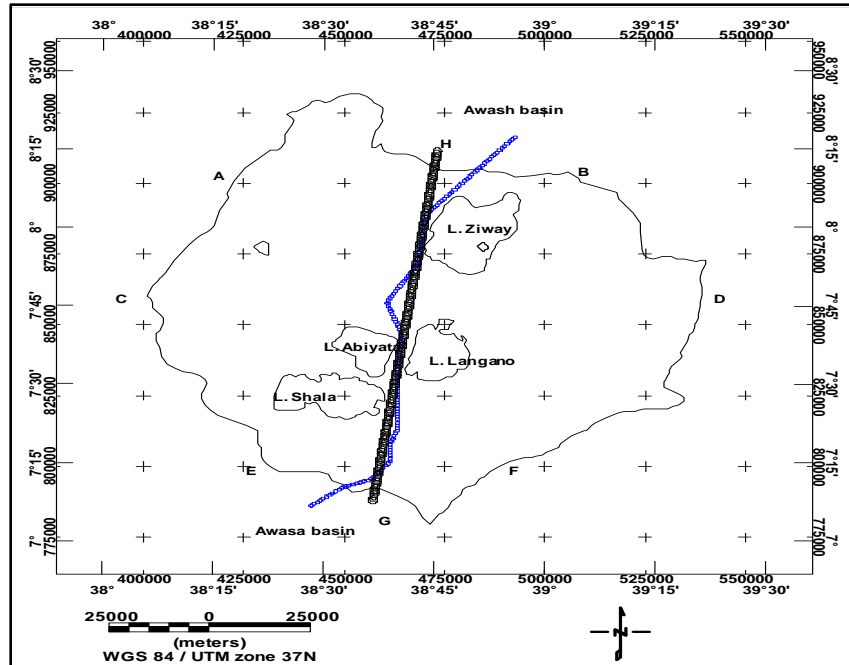 38° 38°15' 38°30' 38°45' 39° 39°15' 39°30'
400000 425000 450000 475000 500000 525000 550000
8°30' 950000 950000 8°30'
925000 Awash basin 925000
8°15' H 8°15'
A B
900000 900000
8° L. Ziway 8°
875000 875000
C D
7°45' 7°45'
850000 850000
L. Abiyata L. Langano
7°30' 7°30'
825000 L. Shala 825000
7°15' E F 7°15'
800000 800000
G
Awasa basin
7° 7°
775000 775000
400000 425000 450000 475000 500000 525000 550000
38° 38°15' 38°30' 38°45' 39° 39°15' 39°30'
25000 0 25000
(meters)
WGS 84 / UTM zone 37N
N